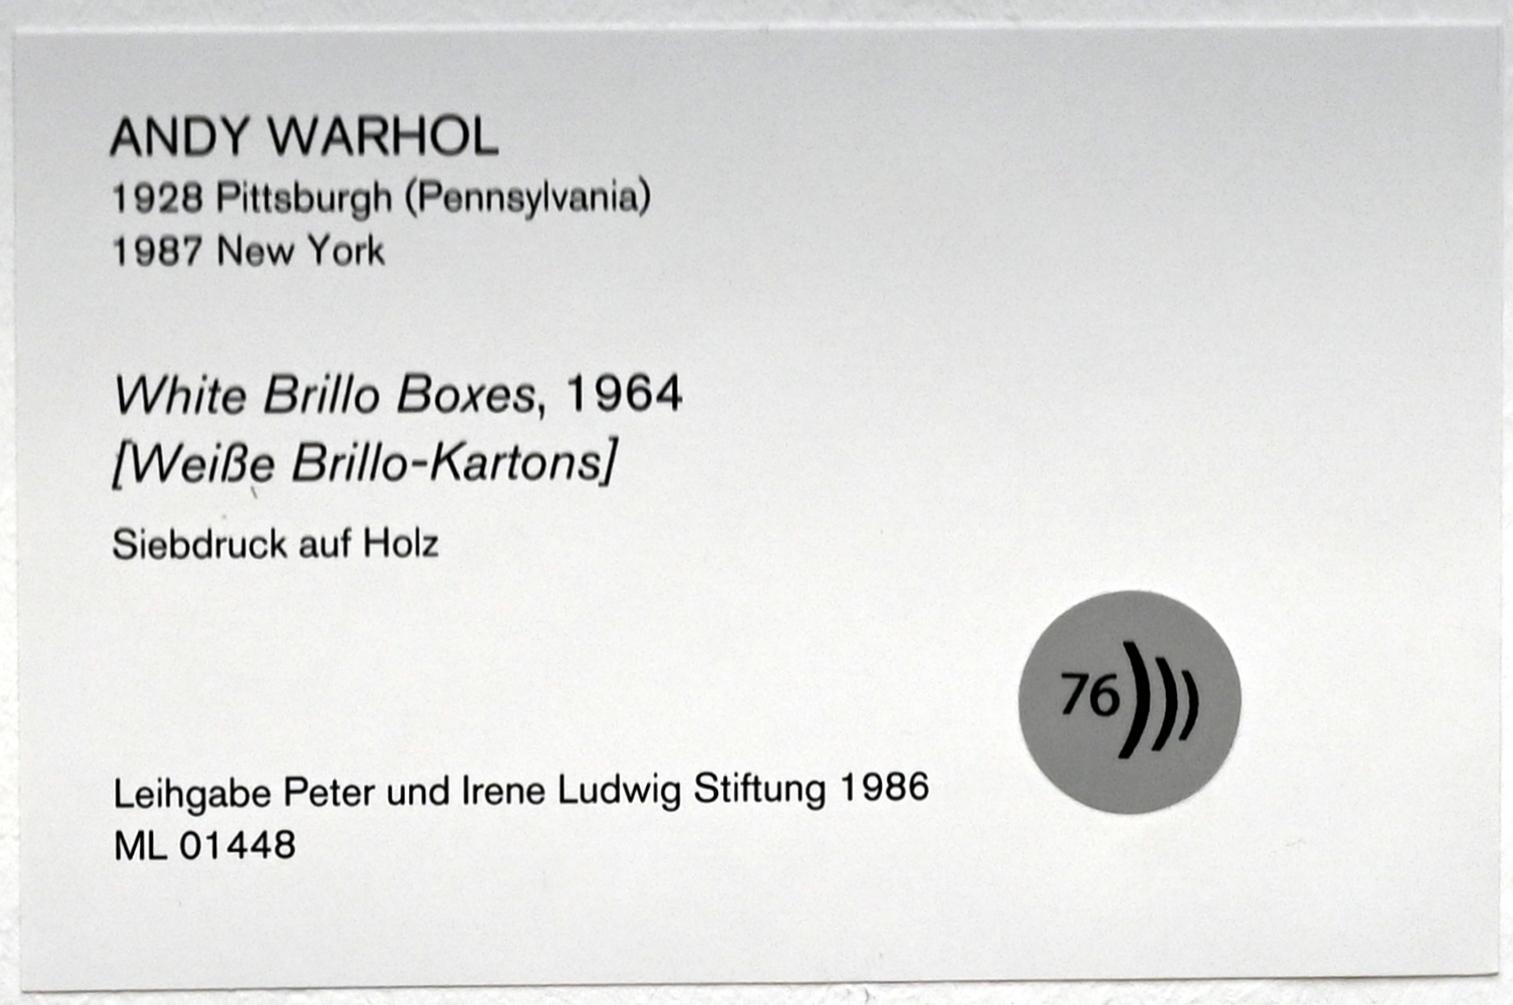 ANDY WARHOL
1928 Pittsburgh (Pennsylvania)
1987 New York
White Brillo Boxes, 1964
[Weiße Brillo-Kartons]
Siebdruck auf Holz
76
Leihgabe Peter und Irene Ludwig Stiftung 1986
ML 01448